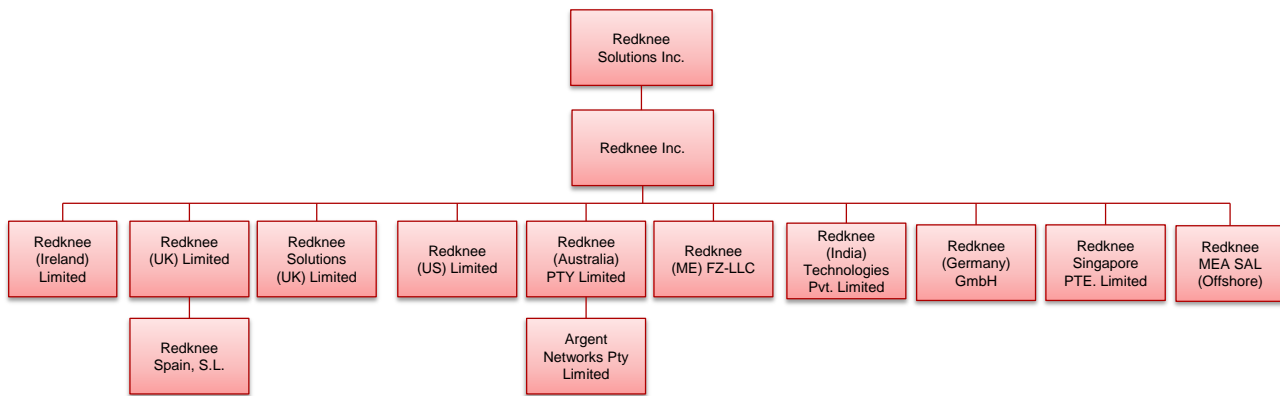 Redknee
Solutions Inc.
Redknee Inc.
Redknee
(Ireland)
Limited
Redknee
(UK) Limited
Redknee
Solutions
(UK) Limited
Redknee
(US) Limited
Redknee
(Australia)
PTY Limited
Redknee
(ME) FZ-LLC
Redknee
(India)
Technologies
Pvt. Limited
Redknee
(Germany)
GmbH
Redknee
Singapore
PTE. Limited
Redknee
MEA SAL
(Offshore)
Redknee
Spain, S.L.
Argent
Networks Pty
Limited